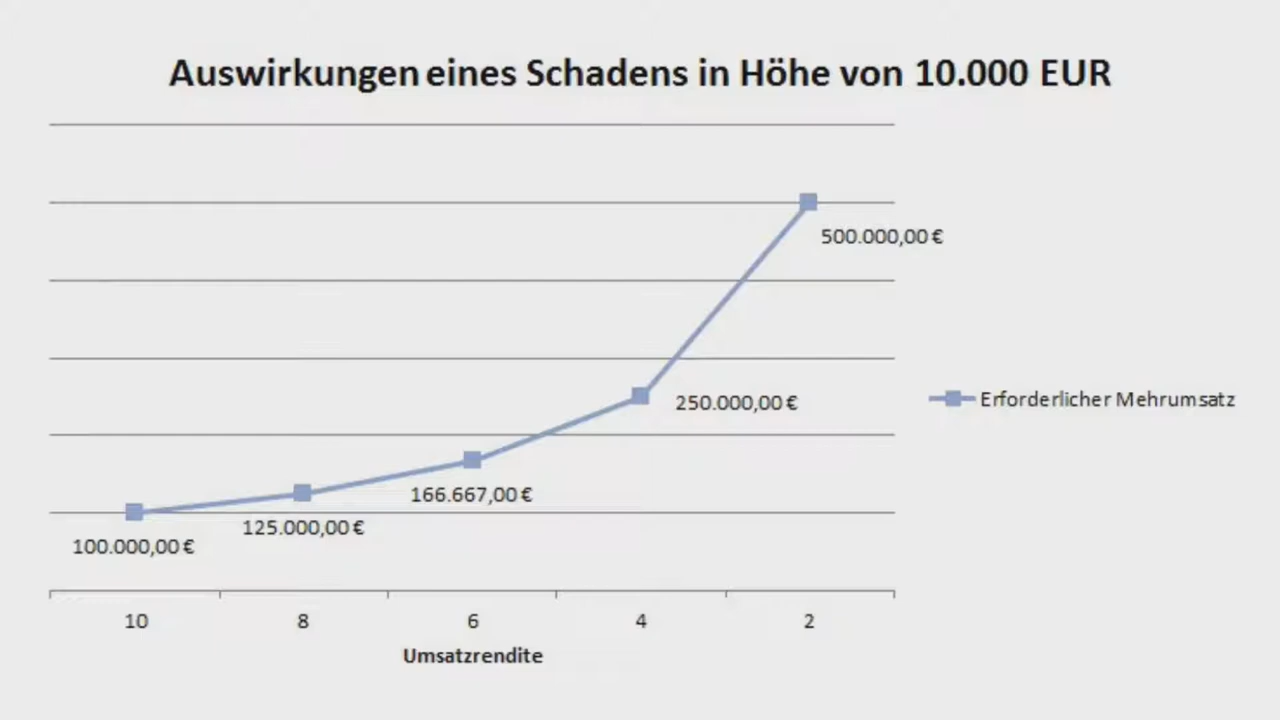 Auswirkungen eines Schadens in Höhe von 10.000 EUR
500.000,00 €
250.000,00 €
Erforderlicher Mehrumsatz
166.667,00 €
125.000,00 €
100.000,00 €
10 8 6 4 2
Umsatzrendite